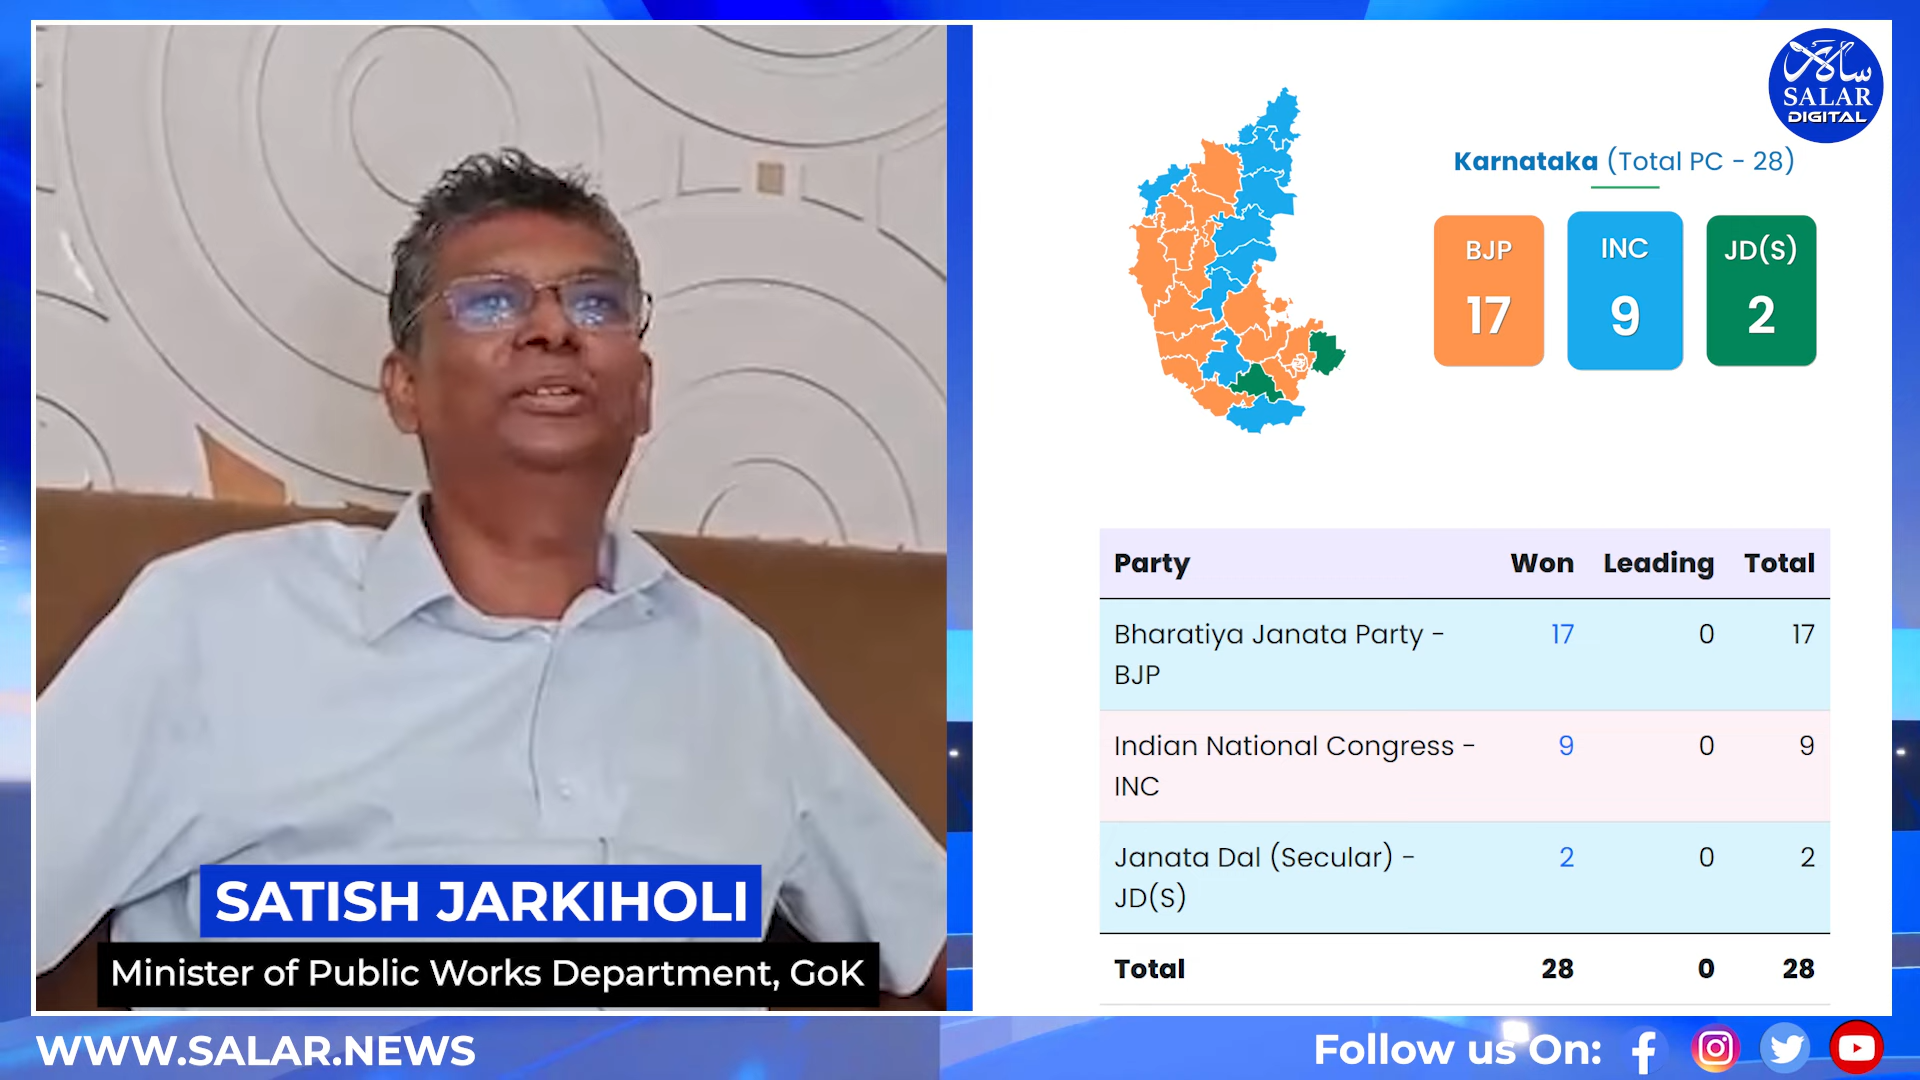 سالار
SALAR
DIGITAL
Karnataka (Total PC - 28)
BJP
17
INC
9
JD(S)
2
Party Won Leading Total
Bharatiya Janata Party - 17 0 17
BJP
Indian National Congress - 9 0 9
INC
Janata Dal (Secular) - 2 0 2
JD(S)
Total 28 0 28
SATISH JARKIHOLI
Minister of Public Works Department, GoK
WWW.SALAR.NEWS
Follow us On: